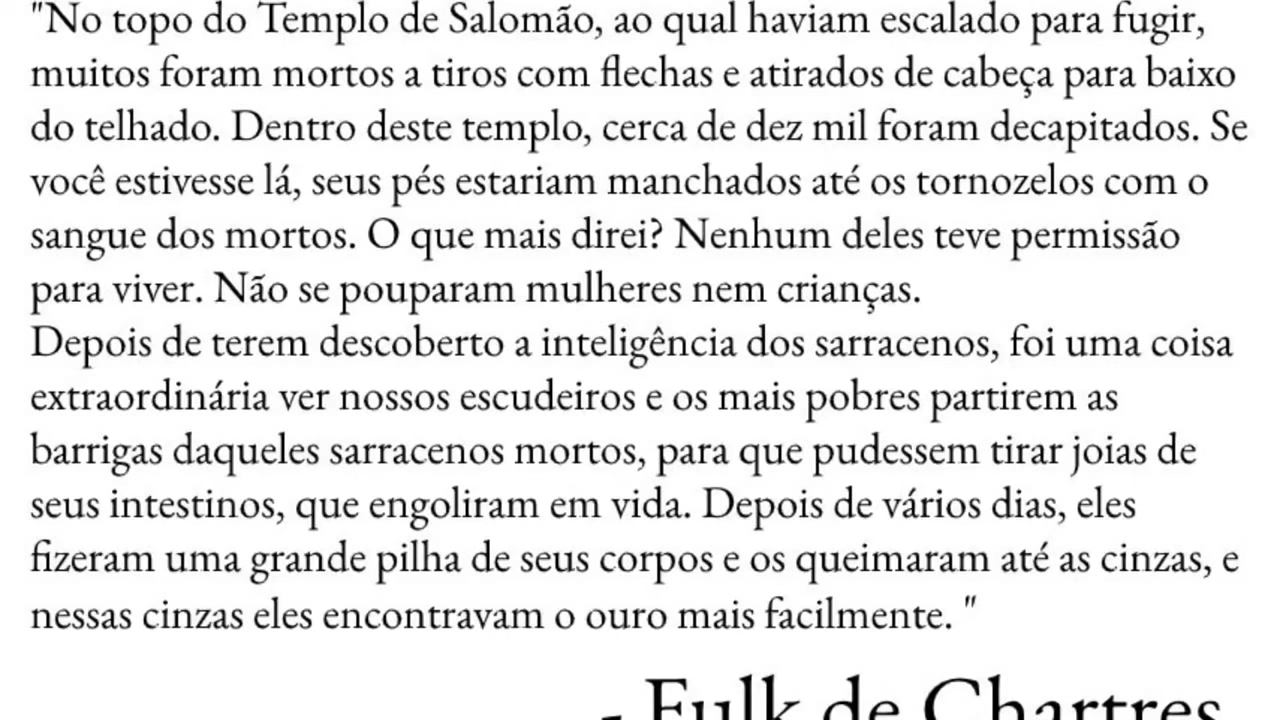 "No topo do Templo de Salomão, ao qual haviam escalado para fugir,
muitos foram mortos a tiros com flechas e atirados de cabeça para baixo
do telhado. Dentro deste templo, cerca de dez mil foram decapitados. Se
você estivesse lá, seus pés estariam manchados até os tornozelos com o
sangue dos mortos. O que mais direi? Nenhum deles teve permissão
para viver. Não se pouparam mulheres nem crianças.
Depois de terem descoberto a inteligência dos sarracenos, foi uma coisa
extraordinária ver nossos escudeiros e os mais pobres partirem as
barrigas daqueles sarracenos mortos, para que pudessem tirar joias de
seus intestinos, que engoliram em vida. Depois de vários dias, eles
fizeram uma grande pilha de seus corpos e os queimaram até as cinzas, e
nessas cinzas eles encontravam o ouro mais facilmente. "
- Fulk de Chartres